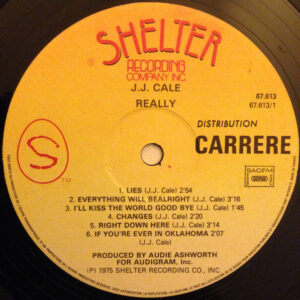 SHELTER
®
RECORDING
COMPANY INC
J.J. CALE
REALLY
67.613
67.613/1
DISTRIBUTION
CARRERE
S
TM
SACEM
1. LIES (J.J. Cale) 2'54
2. EVERYTHING WILL BEALRIGHT (J.J. Cale) 3'16
3. I'LL KISS THE WORLD GOOD BYE (J.J. Cale) 1'45
4. CHANGES (J.J. Cale) 2'20
5. RIGHT DOWN HERE (J.J. Cale) 3'14
6. IF YOU'RE EVER IN OKLAHOMA 2'07
(J.J. Cale)
PRODUCED BY AUDIE ASHWORTH
FOR AUDIGRAM, Inc.
(P) 1975 SHELTER RECORDING CO., INC